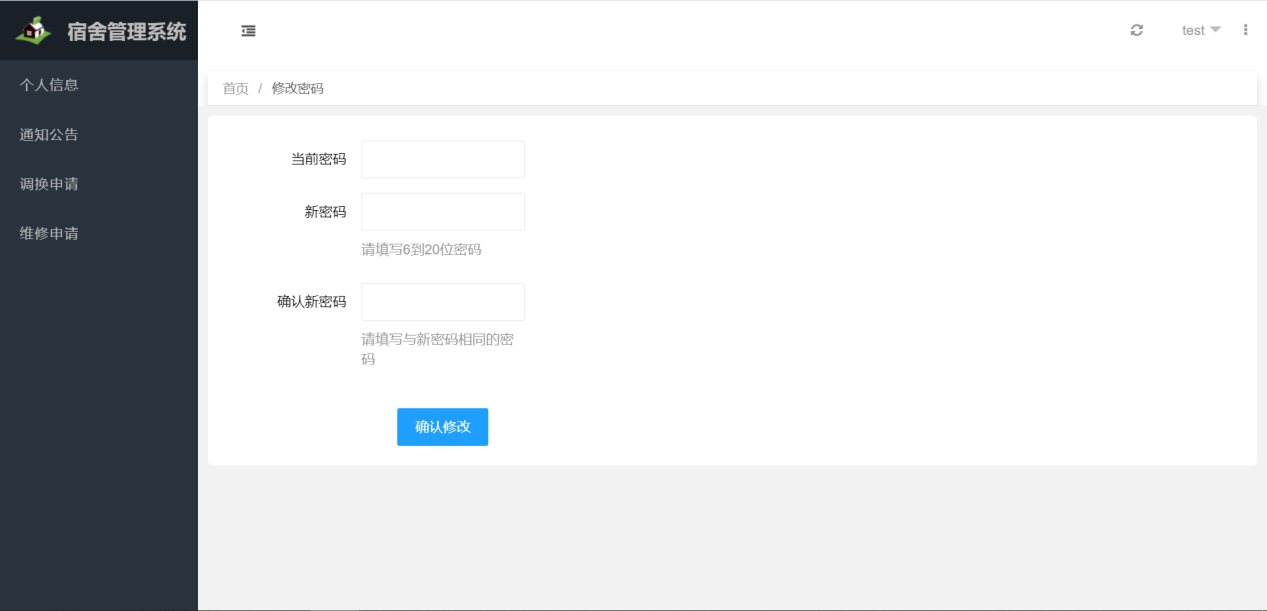 宿舍管理系统
test
个人信息
通知公告
调换申请
维修申请
首页 / 修改密码
当前密码
新密码
请填写6到20位密码
确认新密码
请填写与新密码相同的密
码
确认修改